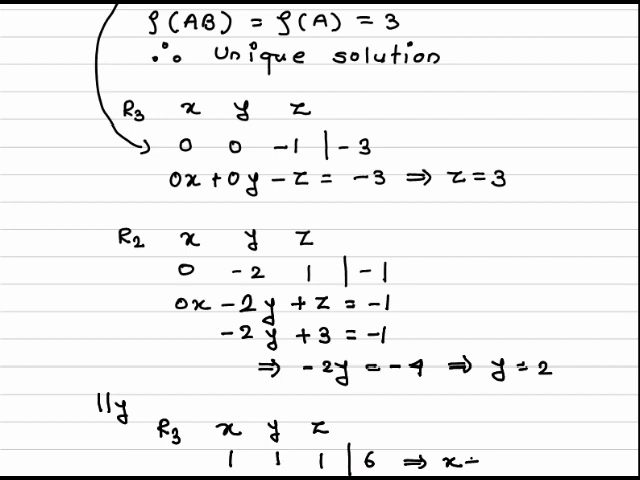 ρ(AB) = ρ(A) = 3
∴ Unique solution
R₃ x y z
0 0 -1 | -3
0x + 0y - z = -3 ⇒ z = 3
R₂ x y z
0 -2 1 | -1
0x - 2y + z = -1
-2y + 3 = -1
⇒ -2y = -4 ⇒ y = 2
||y
R₃ x y z
1 1 1 | 6 ⇒ x =